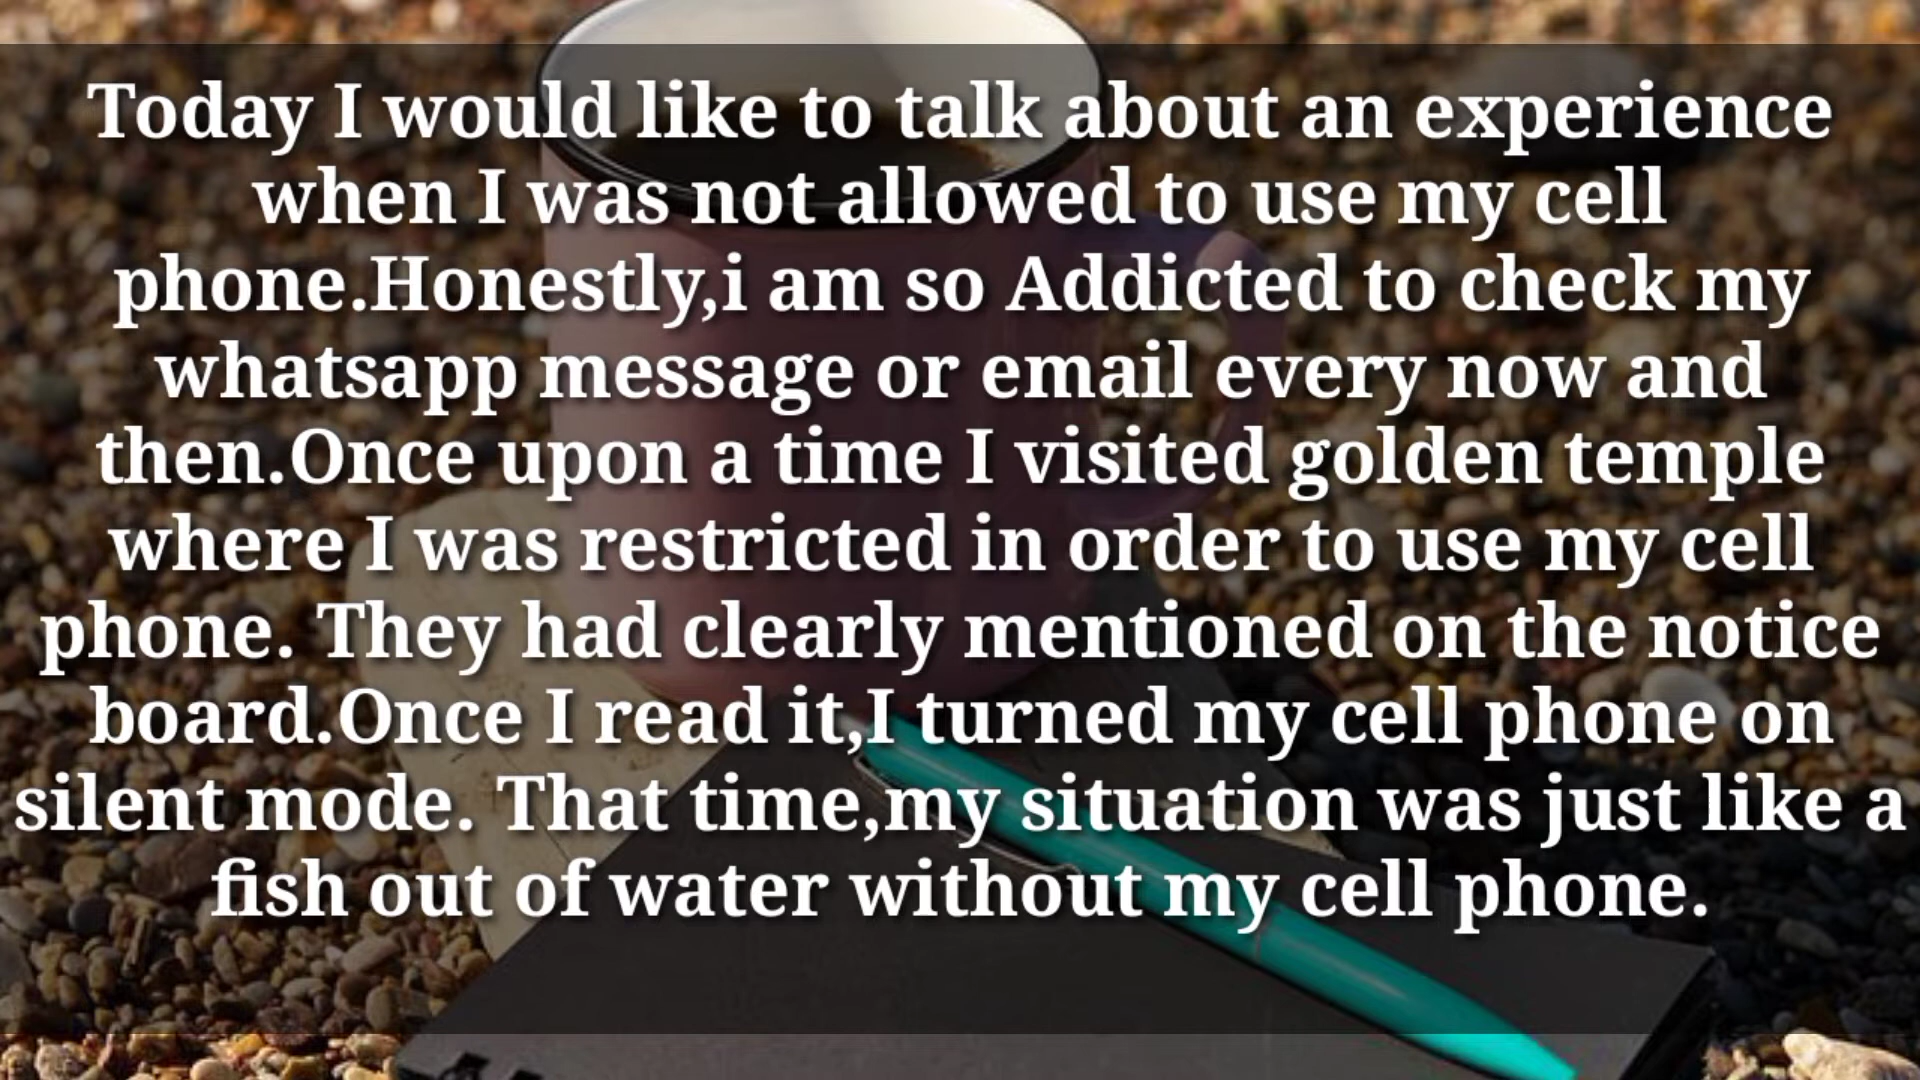 Today I would like to talk about an experience
when I was not allowed to use my cell
phone.Honestly,i am so Addicted to check my
whatsapp message or email every now and
then.Once upon a time I visited golden temple
where I was restricted in order to use my cell
phone. They had clearly mentioned on the notice
board.Once I read it,I turned my cell phone on
silent mode. That time,my situation was just like a
fish out of water without my cell phone.